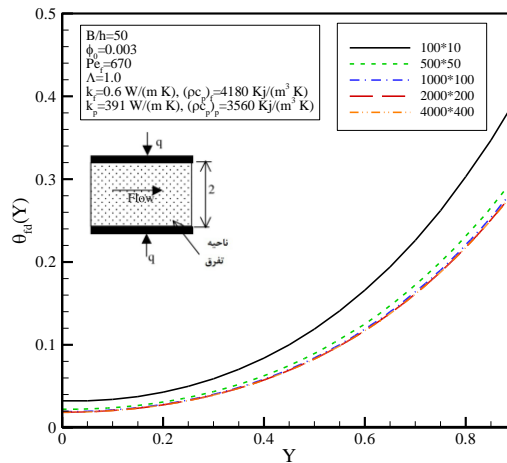 0.5
0.4
0.3
0.2
0.1
0
θfd(Y)
B/h=50
ϕ0=0.003
Pef=670
Λ=1.0
kf=0.6 W/(m K), (ρcp)f=4180 Kj/(m3 K)
kp=391 W/(m K), (ρcp)p=3560 Kj/(m3 K)
100*10
500*50
1000*100
2000*200
4000*400
q
Flow
2
q
ناحیه
تفرق
0
0.2
0.4
0.6
0.8
Y